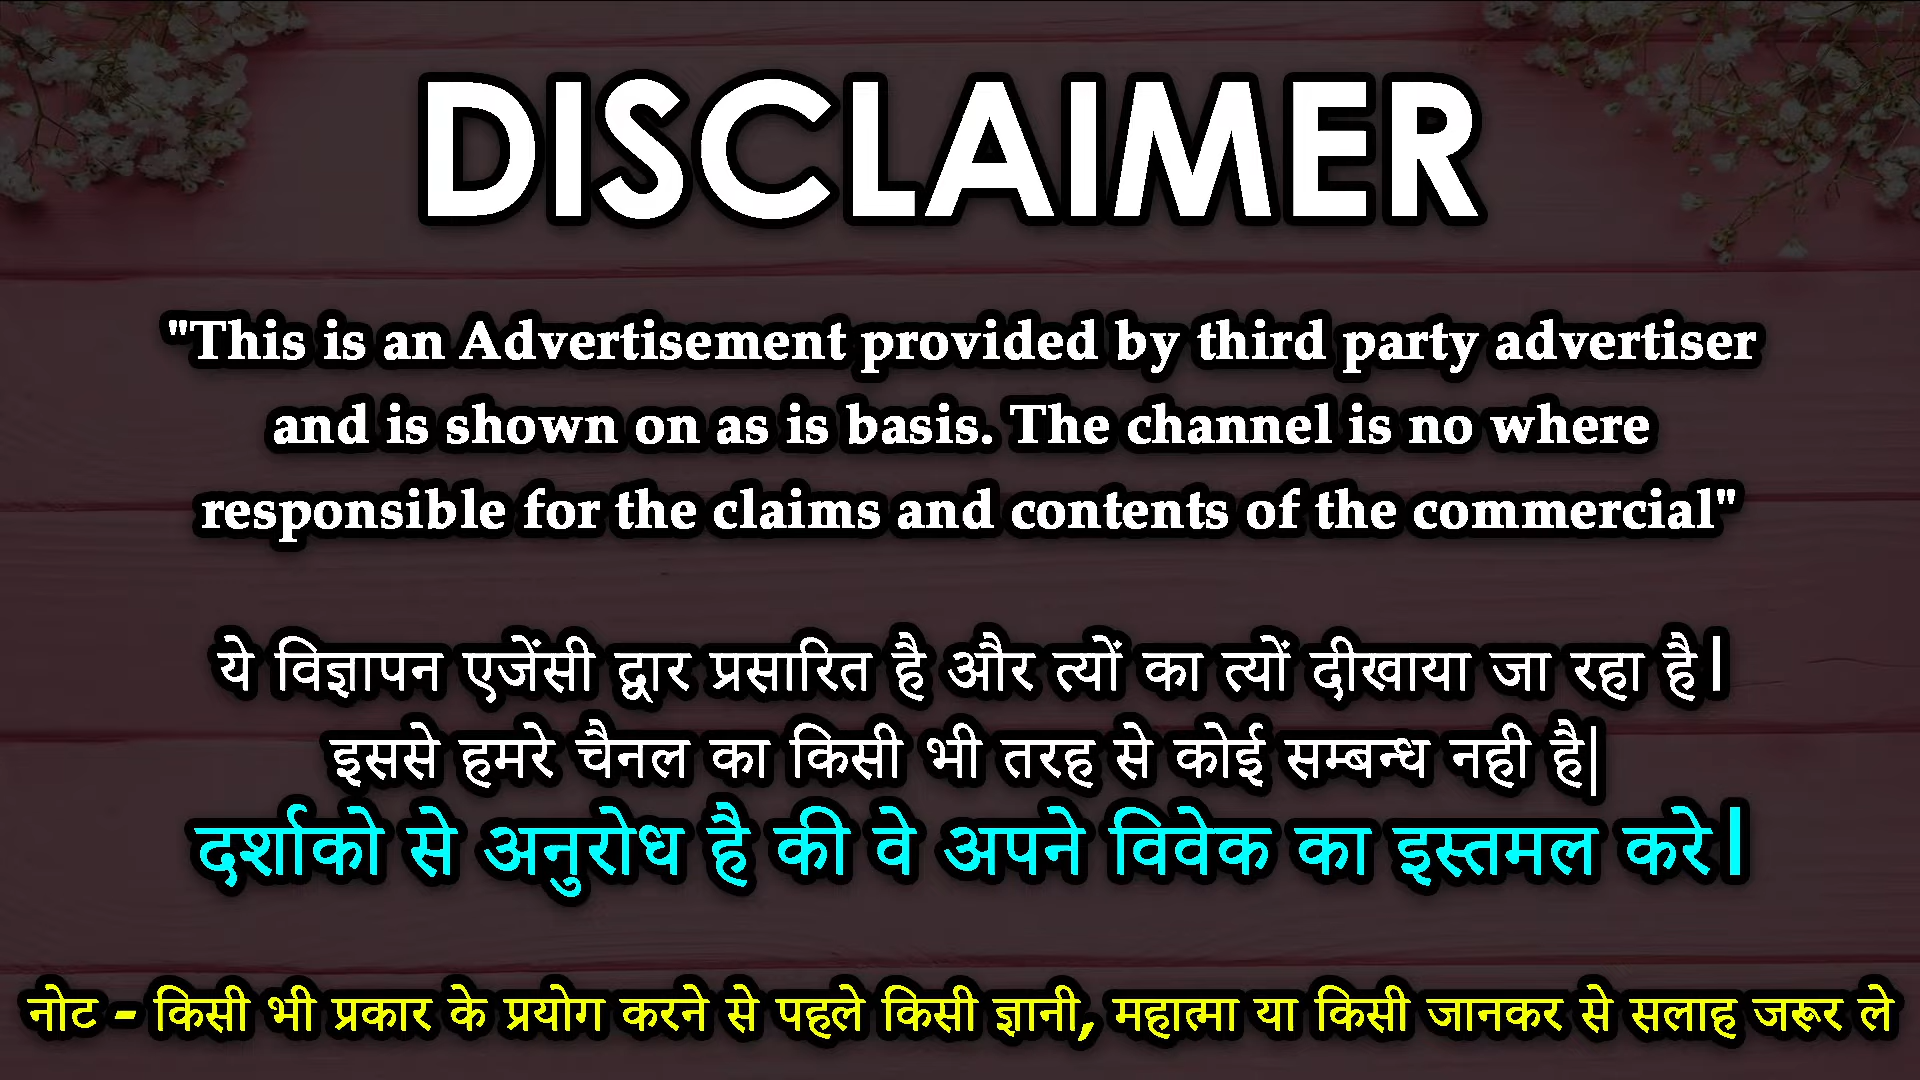 DISCLAIMER
"This is an Advertisement provided by third party advertiser
and is shown on as is basis. The channel is no where
responsible for the claims and contents of the commercial"
ये विज्ञापन एजेंसी द्वार प्रसारित है और त्यों का त्यों दीखाया जा रहा है।
इससे हमरे चैनल का किसी भी तरह से कोई सम्बन्ध नही है|
दर्शाको से अनुरोध है की वे अपने विवेक का इस्तमल करे।
नोट - किसी भी प्रकार के प्रयोग करने से पहले किसी ज्ञानी, महात्मा या किसी जानकर से सलाह जरूर ले